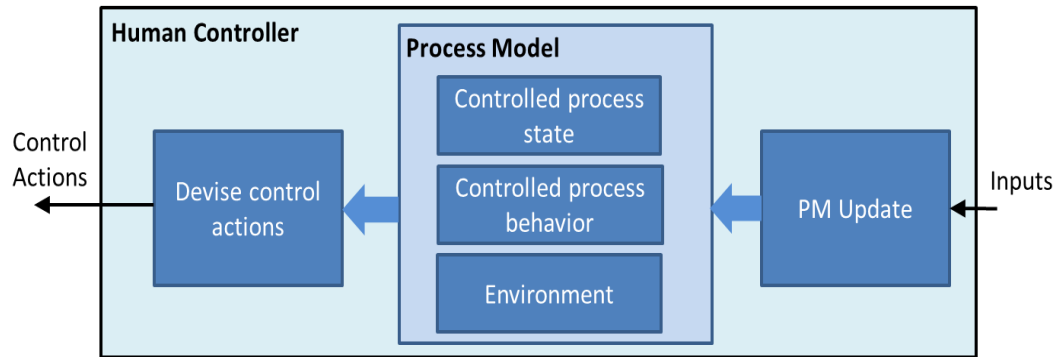 Human Controller
Process Model
Controlled process
state
Control
Actions
Devise control
actions
Controlled process
behavior
PM Update
Inputs
Environment